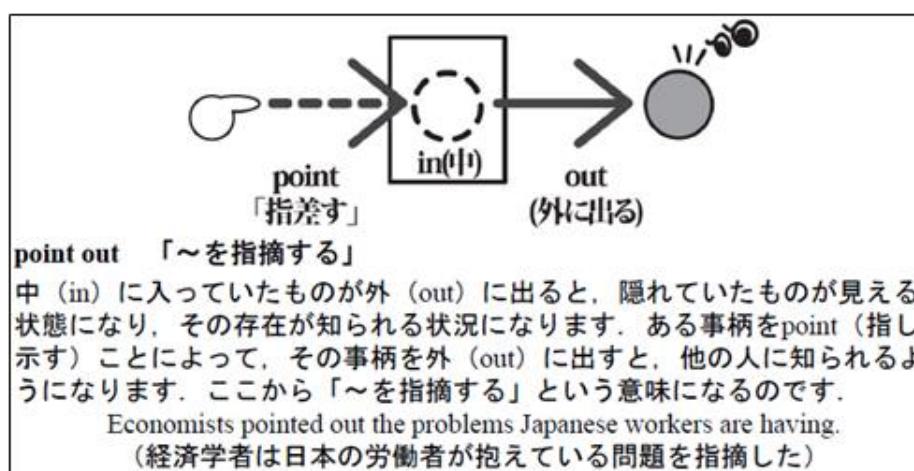 in(中)
point
「指差す」
out
(外に出る)
point out 「～を指摘する」
中（in）に入っていたものが外（out）に出ると，隠れていたものが見える
状態になり，その存在が知られる状況になります．ある事柄をpoint（指し
示す）ことによって，その事柄を外（out）に出すと，他の人に知られるよ
うになります．ここから「～を指摘する」という意味になるのです．
Economists pointed out the problems Japanese workers are having.
（経済学者は日本の労働者が抱えている問題を指摘した）